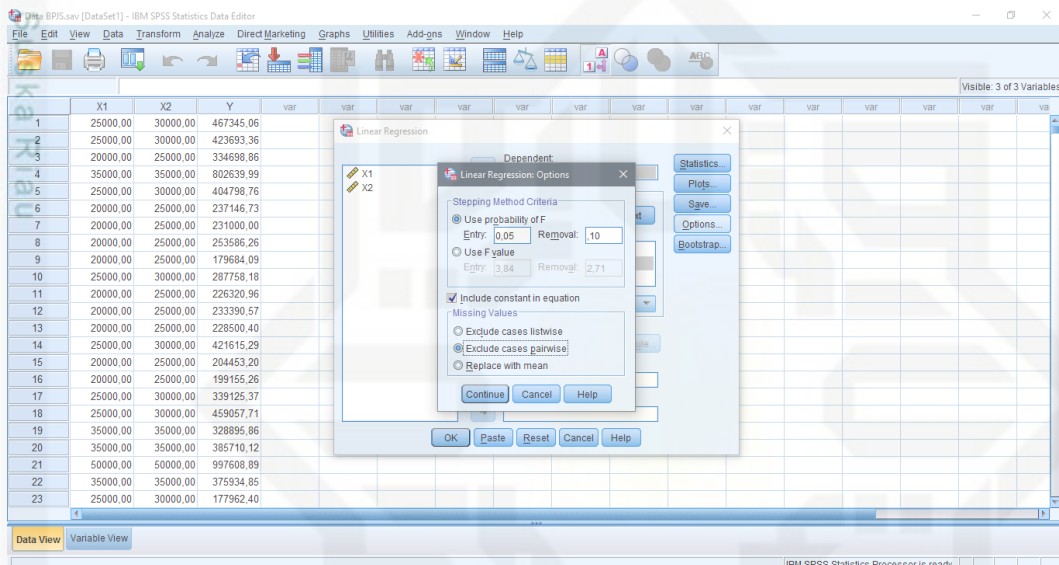 Data BPJS.sav [DataSet1] - IBM SPSS Statistics Data Editor
File Edit View Data Transform Analyze Direct Marketing Graphs Utilities Add-ons Window Help
Visible: 3 of 3 Variables
X1 X2 Y var var var var var var var var var var var var var va
1 25000,00 30000,00 467345,06
2 25000,00 30000,00 423693,36
3 20000,00 25000,00 334698,86
4 35000,00 35000,00 802639,99
5 25000,00 30000,00 404798,76
6 20000,00 25000,00 237146,73
7 20000,00 25000,00 231000,00
8 20000,00 25000,00 253586,26
9 20000,00 25000,00 179684,09
10 25000,00 30000,00 287758,18
11 20000,00 25000,00 226320,96
12 20000,00 25000,00 233390,57
13 20000,00 25000,00 228500,40
14 25000,00 30000,00 421615,29
15 20000,00 25000,00 204453,20
16 20000,00 25000,00 199155,26
17 25000,00 30000,00 339125,37
18 25000,00 30000,00 459057,71
19 35000,00 35000,00 328895,86
20 35000,00 35000,00 385710,12
21 50000,00 50000,00 997608,89
22 35000,00 35000,00 375934,85
23 25000,00 30000,00 177962,40
Linear Regression
X1
X2
Dependent:
Statistics...
Plots...
Save...
Options...
Bootstrap...
OK Paste Reset Cancel Help
Linear Regression: Options
Stepping Method Criteria
Use probability of F
Entry: 0,05 Removal: ,10
Use F value
Entry: 3,84 Removal: 2,71
Include constant in equation
Missing Values
Exclude cases listwise
Exclude cases pairwise
Replace with mean
Continue Cancel Help
Data View Variable View
IBM SPSS Statistics Processor is ready